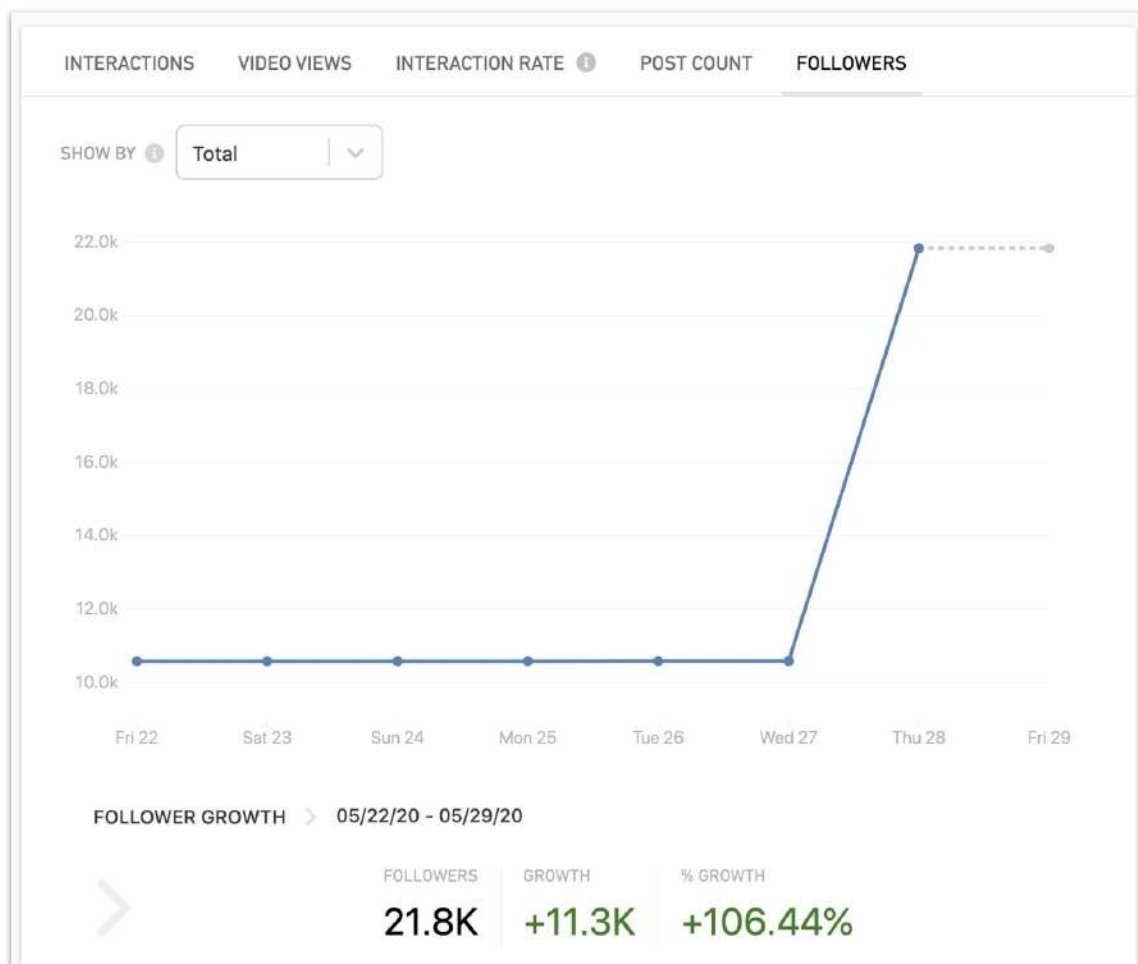 INTERACTIONS VIDEO VIEWS INTERACTION RATE POST COUNT FOLLOWERS
SHOW BY Total
22.0k
20.0k
18.0k
16.0k
14.0k
12.0k
10.0k
Fri 22 Sat 23 Sun 24 Mon 25 Tue 26 Wed 27 Thu 28 Fri 29
FOLLOWER GROWTH 05/22/20 - 05/29/20
FOLLOWERS GROWTH % GROWTH
21.8K +11.3K +106.44%